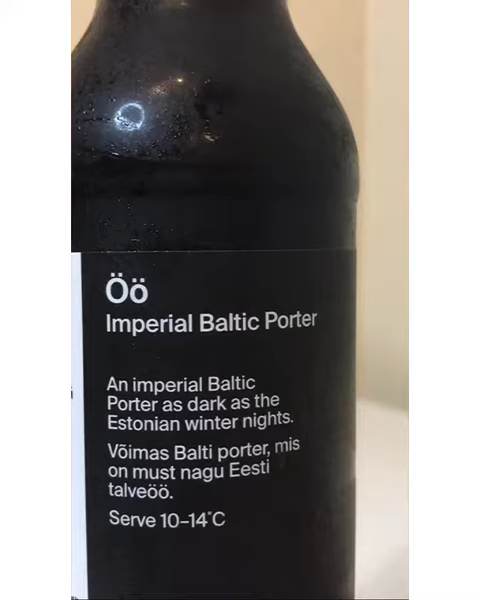 Öö
Imperial Baltic Porter
An imperial Baltic
Porter as dark as the
Estonian winter nights.
Võimas Balti porter, mis
on must nagu Eesti
talveöö.
Serve 10–14°C